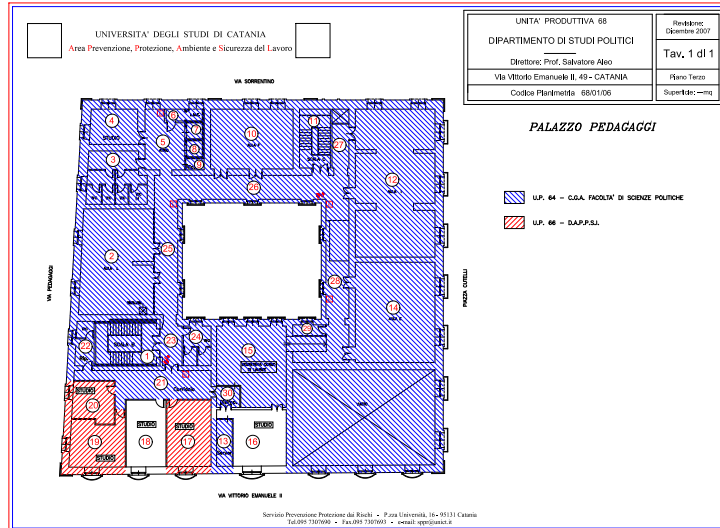 UNIVERSITA' DEGLI STUDI DI CATANIA
Area Prevenzione, Protezione, Ambiente e Sicurezza del Lavoro
UNITA' PRODUTTIVA 68
DIPARTIMENTO DI STUDI POLITICI
Direttore: Prof. Salvatore Aleo
Via Vittorio Emanuele II, 49 - CATANIA
Codice Planimetria 68/01/06
Revisione:
Dicembre 2007
Tav. 1 di 1
Piano Terzo
Superficie: —mq
PALAZZO PEDAGAGGI
U.P. 64 - C.G.A. FACOLTA' DI SCIENZE POLITICHE
U.P. 66 - D.A.P.P.S.I.
VIA SORRENTINO
VIA PEDAGAGGI
PIAZZA CUTELLI
VIA VITTORIO EMANUELE II
4
STUDIO
5
6
7
8
9
10
11
27
3
26
12
2
25
28
14
22
SCALA B
1
23
24
15
29
21
Corridoio
30
STUDIO
20
19
STUDIO
STUDIO
18
STUDIO
17
13
STUDIO
16
Servizio Prevenzione Protezione dai Rischi - P.zza Università, 16 - 95131 Catania
Tel.095 7307690 - Fax.095 7307693 - e-mail: sppr@unict.it